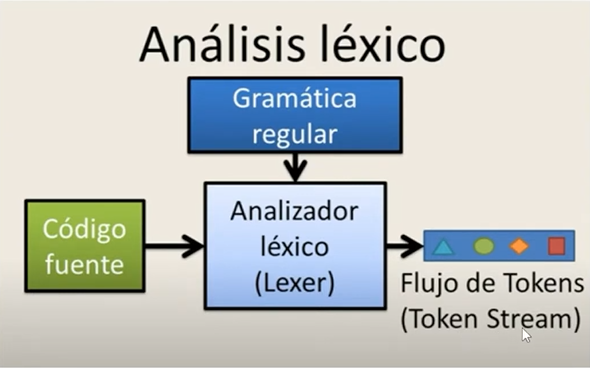 Análisis léxico
Gramática
regular
Código
fuente
Analizador
léxico
(Lexer)
Flujo de Tokens
(Token Stream)